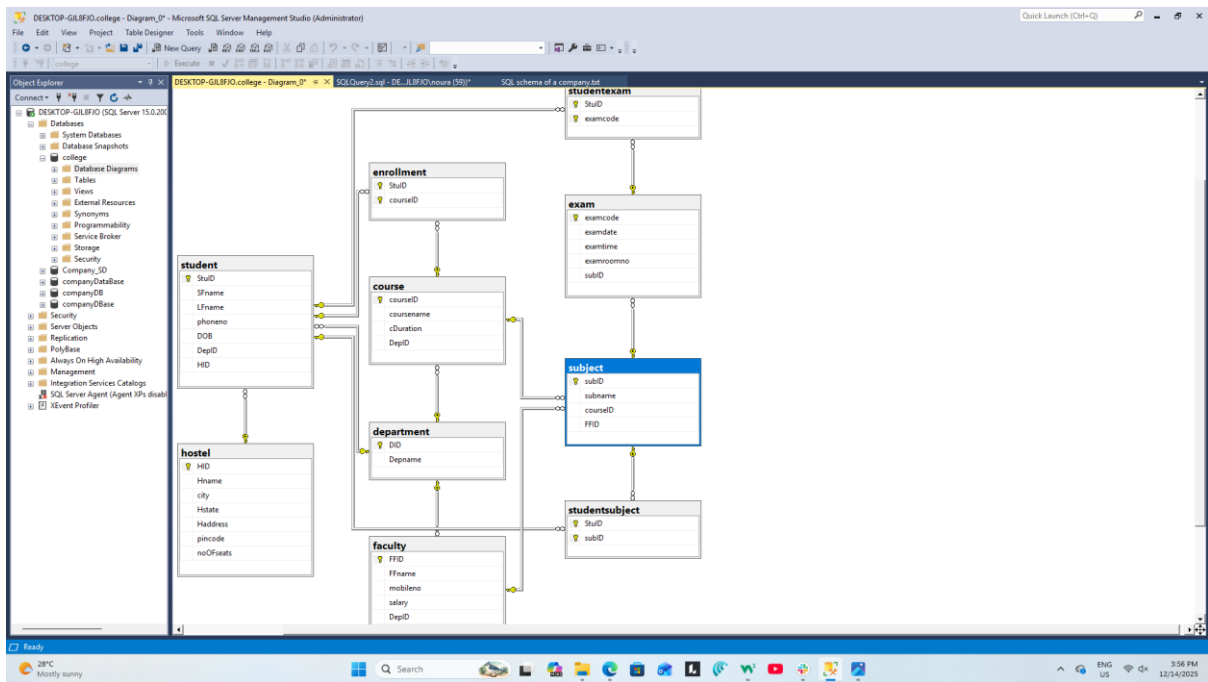 DESKTOP-GJL8FJO.college - Diagram_0* - Microsoft SQL Server Management Studio (Administrator)
Quick Launch (Ctrl+Q)
File Edit View Project Table Designer Tools Window Help
New Query
college
Execute
Object Explorer
DESKTOP-GJL8FJO.college - Diagram_0*
SQLQuery2.sql - DE...JL8FJO\noura (59))*
SQL schema of a company.txt
Connect
DESKTOP-GJL8FJO (SQL Server 15.0.200
Databases
System Databases
Database Snapshots
college
Database Diagrams
Tables
Views
External Resources
Synonyms
Programmability
Service Broker
Storage
Security
Company_SD
companyDataBase
companyDB
companyDBase
Security
Server Objects
Replication
PolyBase
Always On High Availability
Management
Integration Services Catalogs
SQL Server Agent (Agent XPs disabl
XEvent Profiler
student
StuID
SFname
LFname
phoneno
DOB
DepID
HID
hostel
HID
Hname
city
Hstate
Haddress
pincode
noOFseats
enrollment
StuID
courseID
course
courseID
coursename
cDuration
DepID
department
DID
Depname
faculty
FFID
FFname
mobileno
salary
DepID
studentexam
StuID
examcode
exam
examcode
examdate
examtime
examroomno
subID
subject
subID
subname
courseID
FFID
studentsubject
StuID
subID
Ready
28°C
Mostly sunny
Search
ENG
US
3:56 PM
12/14/2025